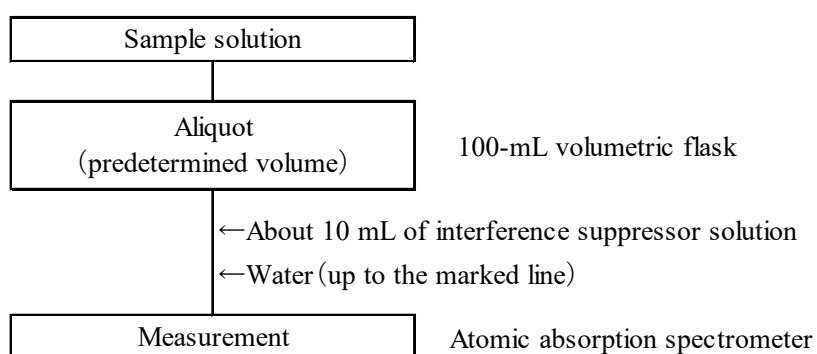 Sample solution
Aliquot
(predetermined volume)
100-mL volumetric flask
←About 10 mL of interference suppressor solution
←Water (up to the marked line)
Measurement
Atomic absorption spectrometer